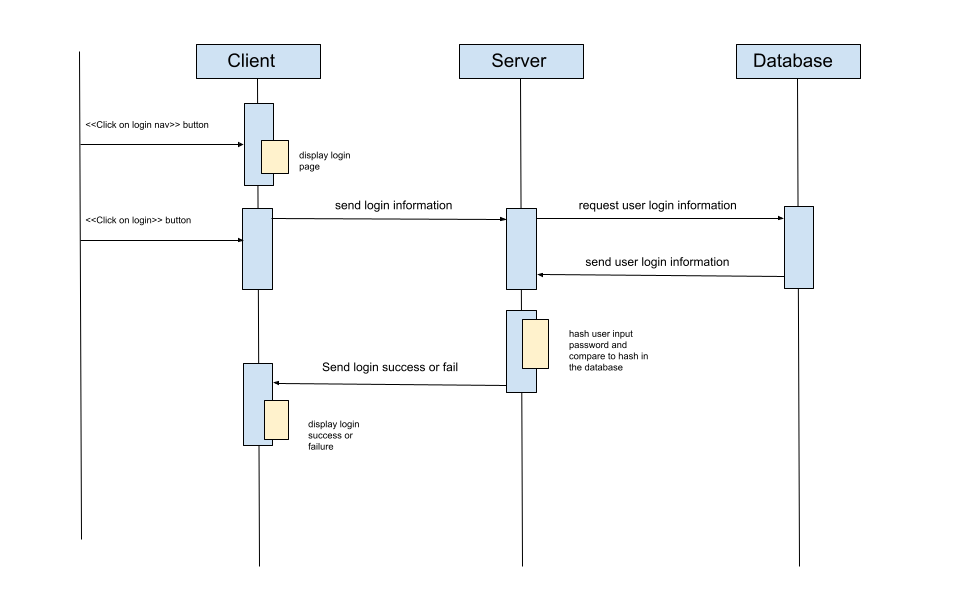 Client
Server
Database
<<Click on login nav>> button
display login
page
send login information
request user login information
<<Click on login>> button
send user login information
hash user input
password and
compare to hash in
the database
Send login success or fail
display login
success or
failure